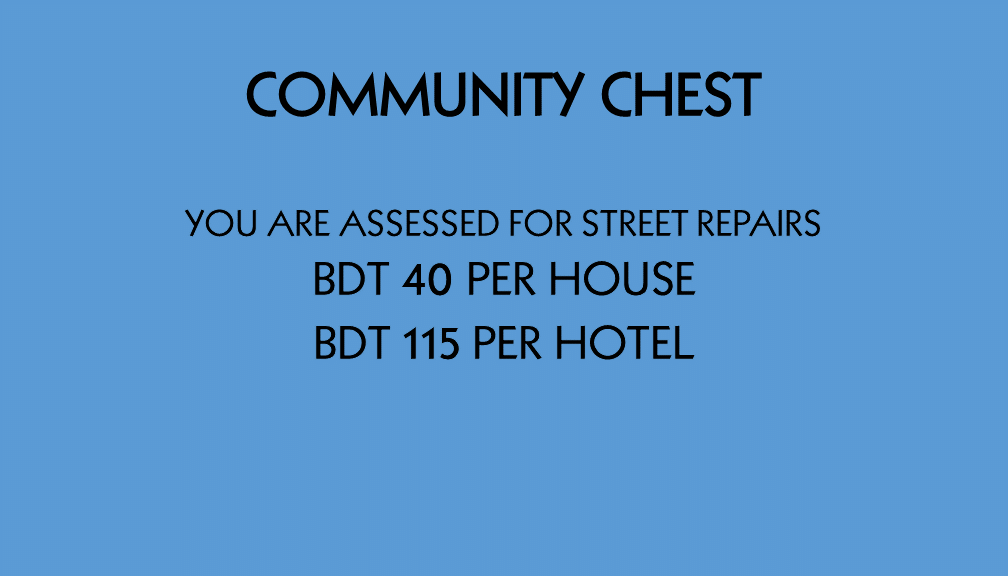 COMMUNITY CHEST
YOU ARE ASSESSED FOR STREET REPAIRS
BDT 40 PER HOUSE
BDT 115 PER HOTEL